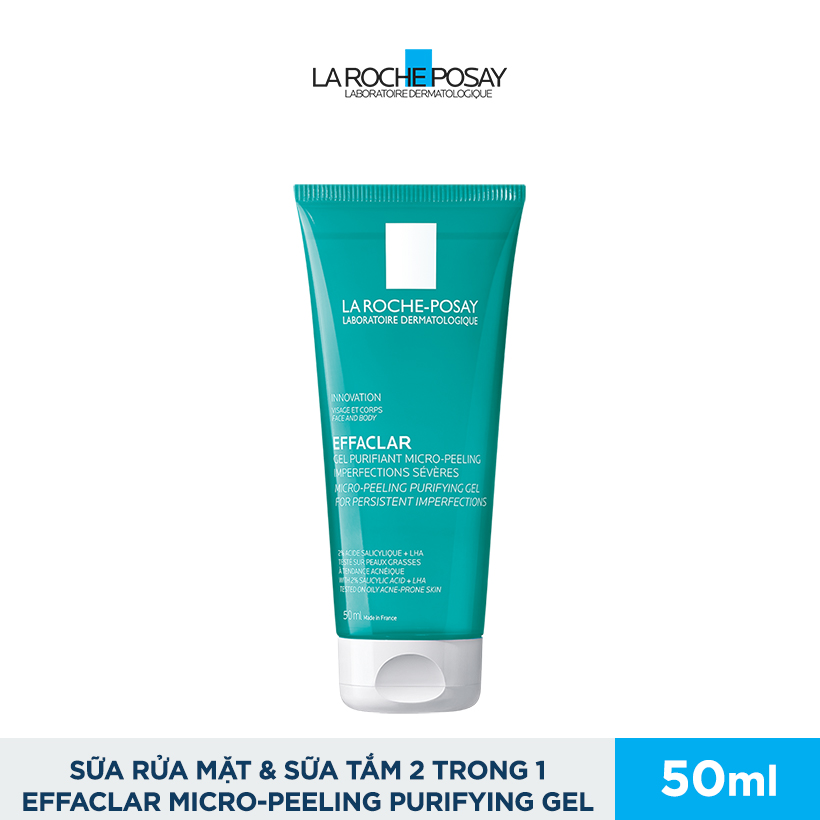 LA ROCHE POSAY
LABORATOIRE DERMATOLOGIQUE
LA ROCHE-POSAY
LABORATOIRE DERMATOLOGIQUE
INNOVATION
VISAGE ET CORPS
FACE AND BODY
EFFACLAR
GEL PURIFIANT MICRO-PEELING
IMPERFECTIONS SÉVÈRES
MICRO-PEELING PURIFYING GEL
FOR PERSISTENT IMPERFECTIONS
2% ACIDE SALICYLIQUE + LHA
TESTÉ SUR PEAUX GRASSES
À TENDANCE ACNÉIQUE
WITH 2% SALICYLIC ACID + LHA
TESTED ON OILY ACNE-PRONE SKIN
50 ml Made in France
SỮA RỬA MẶT & SỮA TẮM 2 TRONG 1
EFFACLAR MICRO-PEELING PURIFYING GEL
50ml